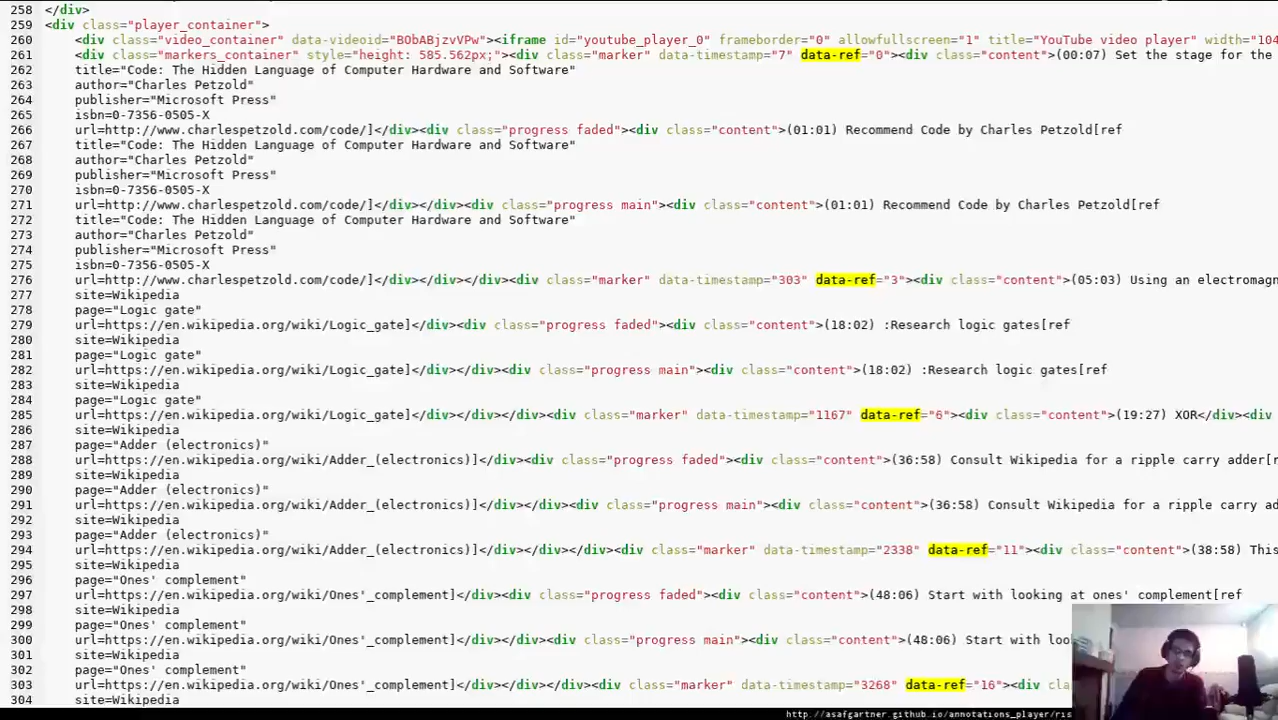 258 </div>
259 <div class="player_container">
260 <div class="video_container" data-videoid="BObABjzvVPw"><iframe id="youtube_player_0" frameborder="0" allowfullscreen="1" title="YouTube video player" width="104
261 <div class="markers_container" style="height: 585.562px;"><div class="marker" data-timestamp="7" data-ref="0"><div class="content">(00:07) Set the stage for the
262 title="Code: The Hidden Language of Computer Hardware and Software"
263 author="Charles Petzold"
264 publisher="Microsoft Press"
265 isbn=0-7356-0505-X
266 url=http://www.charlespetzold.com/code/]</div><div class="progress faded"><div class="content">(01:01) Recommend Code by Charles Petzold[ref
267 title="Code: The Hidden Language of Computer Hardware and Software"
268 author="Charles Petzold"
269 publisher="Microsoft Press"
270 isbn=0-7356-0505-X
271 url=http://www.charlespetzold.com/code/]</div></div><div class="progress main"><div class="content">(01:01) Recommend Code by Charles Petzold[ref
272 title="Code: The Hidden Language of Computer Hardware and Software"
273 author="Charles Petzold"
274 publisher="Microsoft Press"
275 isbn=0-7356-0505-X
276 url=http://www.charlespetzold.com/code/]</div></div></div><div class="marker" data-timestamp="303" data-ref="3"><div class="content">(05:03) Using an electromagn
277 site=Wikipedia
278 page="Logic gate"
279 url=https://en.wikipedia.org/wiki/Logic_gate]</div><div class="progress faded"><div class="content">(18:02) :Research logic gates[ref
280 site=Wikipedia
281 page="Logic gate"
282 url=https://en.wikipedia.org/wiki/Logic_gate]</div></div><div class="progress main"><div class="content">(18:02) :Research logic gates[ref
283 site=Wikipedia
284 page="Logic gate"
285 url=https://en.wikipedia.org/wiki/Logic_gate]</div></div></div><div class="marker" data-timestamp="1167" data-ref="6"><div class="content">(19:27) XOR</div><div
286 site=Wikipedia
287 page="Adder (electronics)"
288 url=https://en.wikipedia.org/wiki/Adder_(electronics)]</div><div class="progress faded"><div class="content">(36:58) Consult Wikipedia for a ripple carry adder[r
289 site=Wikipedia
290 page="Adder (electronics)"
291 url=https://en.wikipedia.org/wiki/Adder_(electronics)]</div></div><div class="progress main"><div class="content">(36:58) Consult Wikipedia for a ripple carry ad
292 site=Wikipedia
293 page="Adder (electronics)"
294 url=https://en.wikipedia.org/wiki/Adder_(electronics)]</div></div></div><div class="marker" data-timestamp="2338" data-ref="11"><div class="content">(38:58) This
295 site=Wikipedia
296 page="Ones' complement"
297 url=https://en.wikipedia.org/wiki/Ones'_complement]</div><div class="progress faded"><div class="content">(48:06) Start with looking at ones' complement[ref
298 site=Wikipedia
299 page="Ones' complement"
300 url=https://en.wikipedia.org/wiki/Ones'_complement]</div></div><div class="progress main"><div class="content">(48:06) Start with loo
301 site=Wikipedia
302 page="Ones' complement"
303 url=https://en.wikipedia.org/wiki/Ones'_complement]</div></div></div><div class="marker" data-timestamp="3268" data-ref="16"><div cla
304 site=Wikipedia
http://asafgartner.github.io/annotations_player/ris